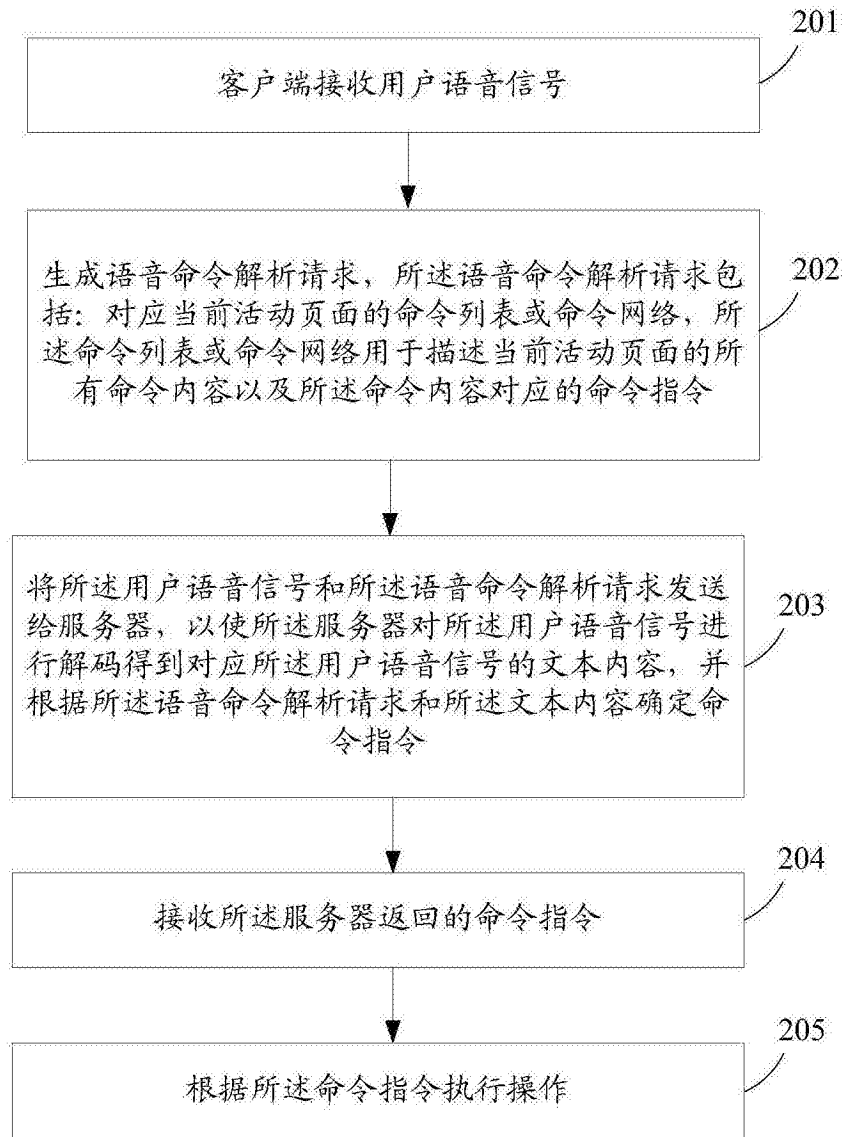 201
客户端接收用户语音信号
生成语音命令解析请求，所述语音命令解析请求包
括：对应当前活动页面的命令列表或命令网络，所
述命令列表或命令网络用于描述当前活动页面的所
有命令内容以及所述命令内容对应的命令指令
202
将所述用户语音信号和所述语音命令解析请求发送
给服务器，以使所述服务器对所述用户语音信号进
行解码得到对应所述用户语音信号的文本内容，并
根据所述语音命令解析请求和所述文本内容确定命
令指令
203
204
接收所述服务器返回的命令指令
205
根据所述命令指令执行操作